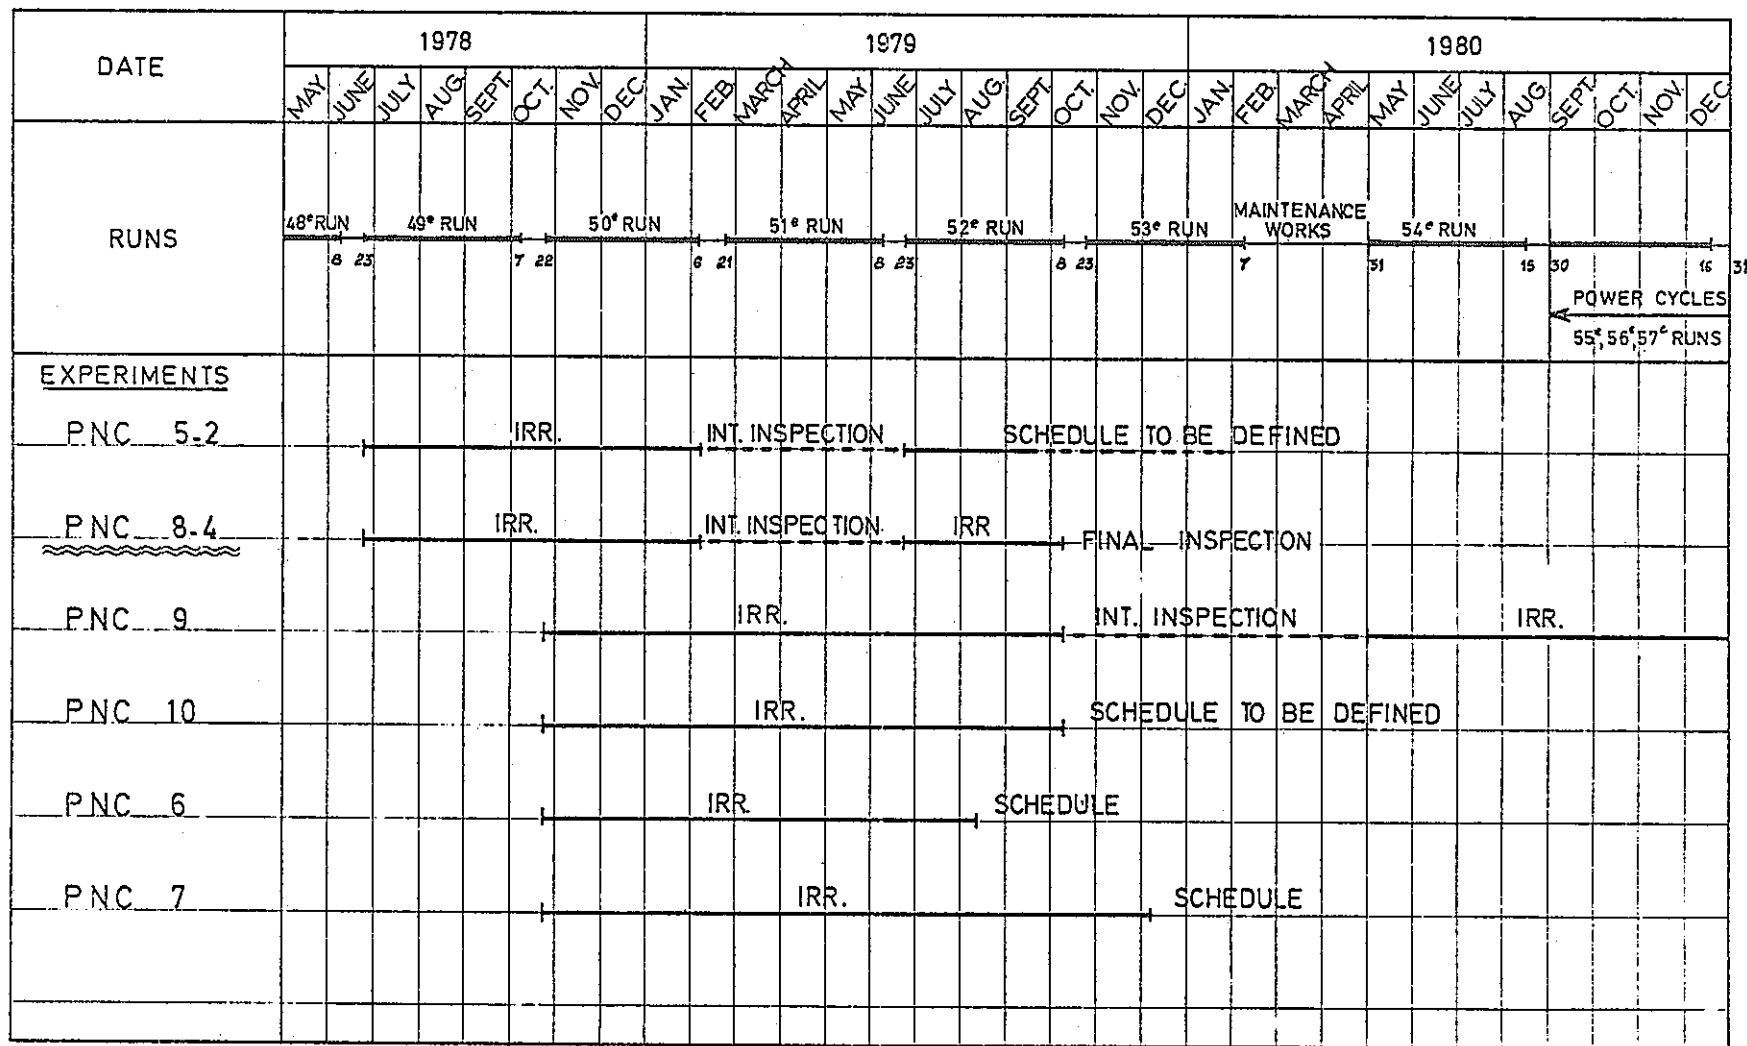 DATE
1978 1979 1980
MAY JUNE JULY AUG. SEPT. OCT. NOV. DEC. JAN. FEB. MARCH APRIL MAY JUNE JULY AUG. SEPT. OCT. NOV. DEC. JAN. FEB. MARCH APRIL MAY JUNE JULY AUG. SEPT. OCT. NOV. DEC.
RUNS
48e RUN 49e RUN 50e RUN 51e RUN 52e RUN 53e RUN MAINTENANCE WORKS 54e RUN
8 23 7 22 6 21 8 23 8 23 7 31 15 30 16 31
POWER CYCLES
55e, 56e, 57e RUNS
EXPERIMENTS
PNC 5-2 IRR. INT. INSPECTION SCHEDULE TO BE DEFINED
PNC 8-4 IRR. INT. INSPECTION IRR FINAL INSPECTION
PNC 9 IRR. INT. INSPECTION IRR.
PNC 10 IRR. SCHEDULE TO BE DEFINED
PNC 6 IRR. SCHEDULE
PNC 7 IRR. SCHEDULE